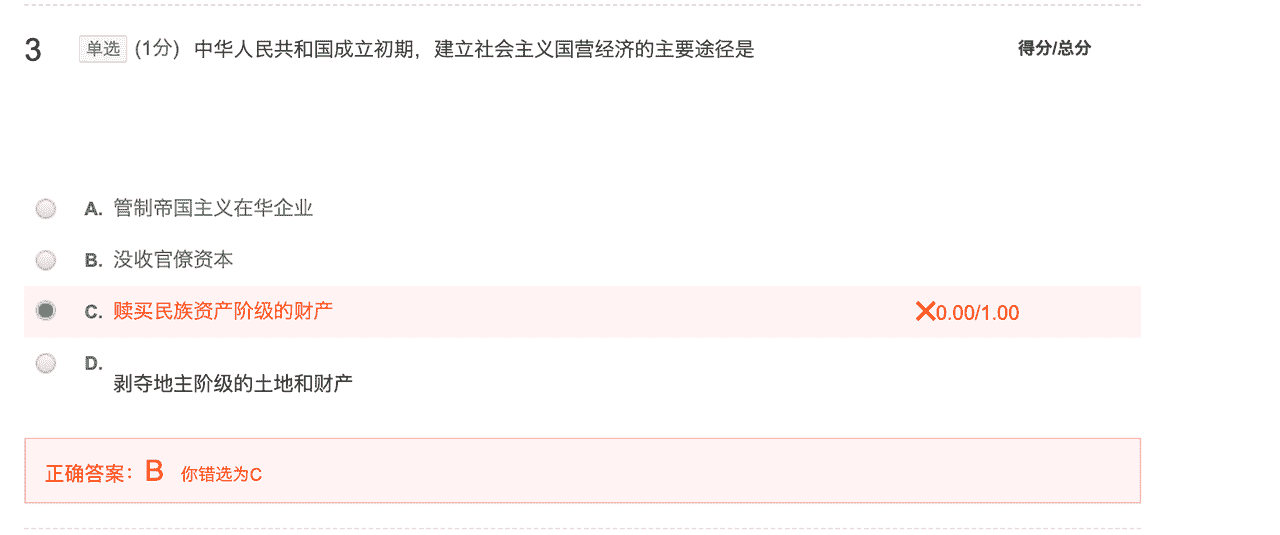 3 单选 (1分) 中华人民共和国成立初期，建立社会主义国营经济的主要途径是 得分/总分
A. 管制帝国主义在华企业
B. 没收官僚资本
C. 赎买民族资产阶级的财产 ×0.00/1.00
D.
剥夺地主阶级的土地和财产
正确答案：B 你错选为C